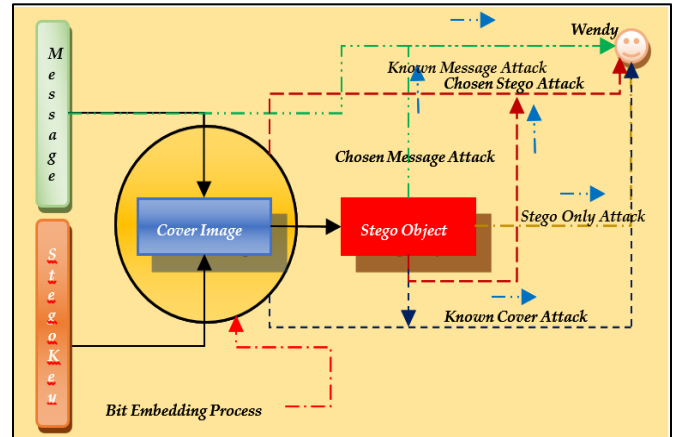 Message
Wendy
Known Message Attack
Chosen Stego Attack
Chosen Message Attack
Cover Image
Stego Object
Stego Only Attack
Known Cover Attack
StegoKeu
Bit Embedding Process